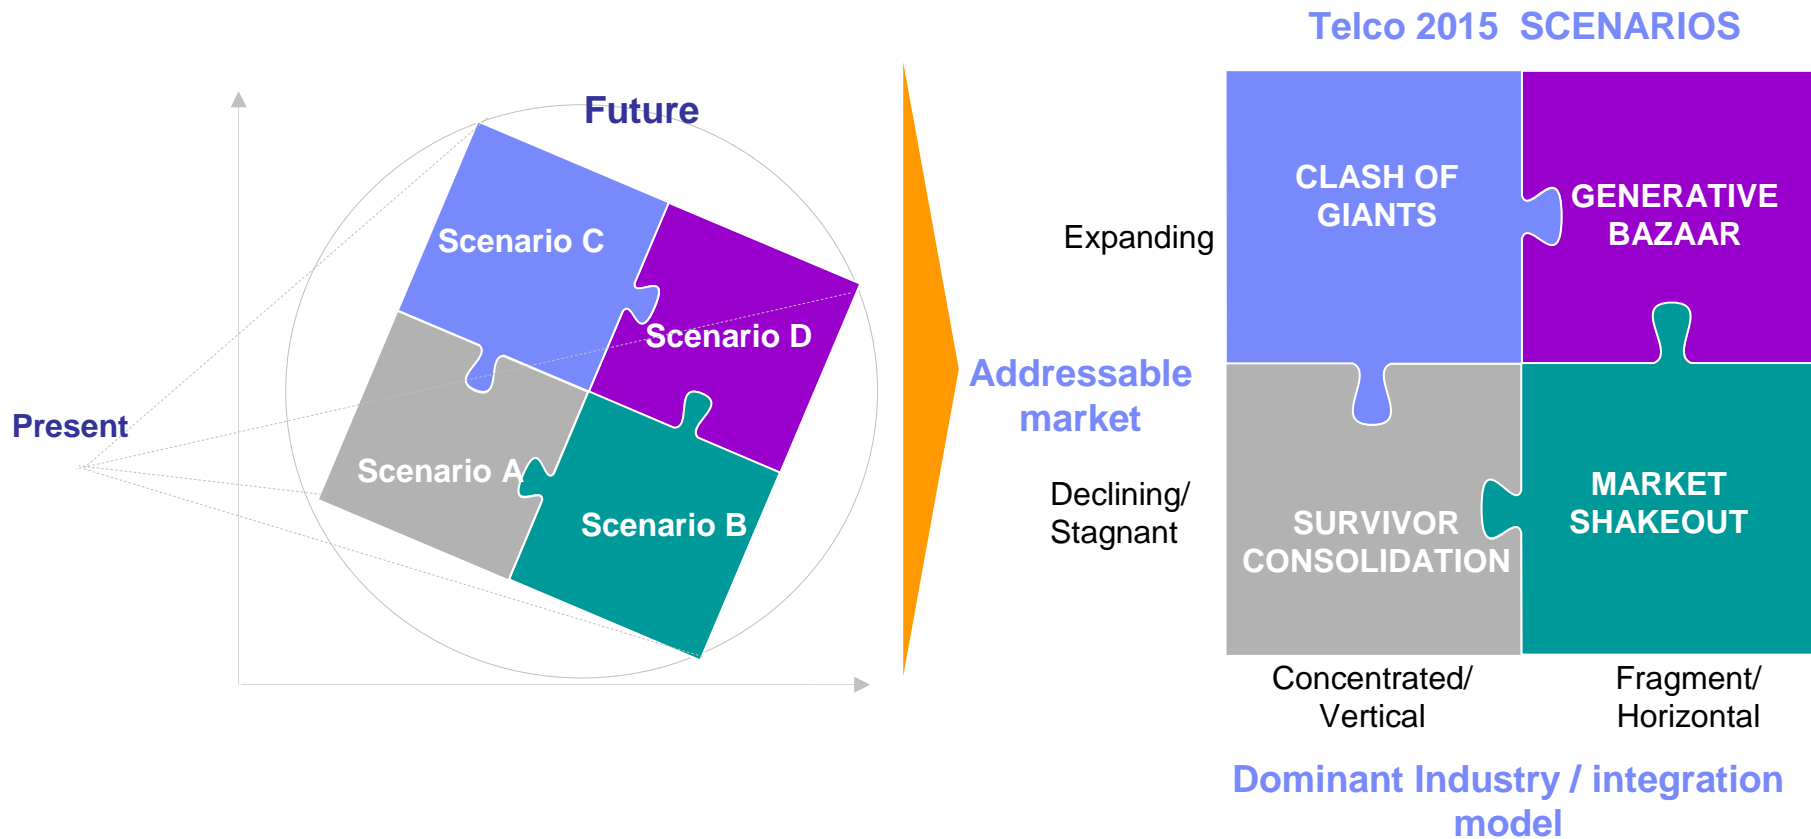 Telco 2015 SCENARIOS
Future
Present
Scenario C
Scenario D
Scenario A
Scenario B
Addressable
market
Expanding
Declining/
Stagnant
CLASH OF
GIANTS
GENERATIVE
BAZAAR
SURVIVOR
CONSOLIDATION
MARKET
SHAKEOUT
Concentrated/
Vertical
Fragment/
Horizontal
Dominant Industry / integration
model